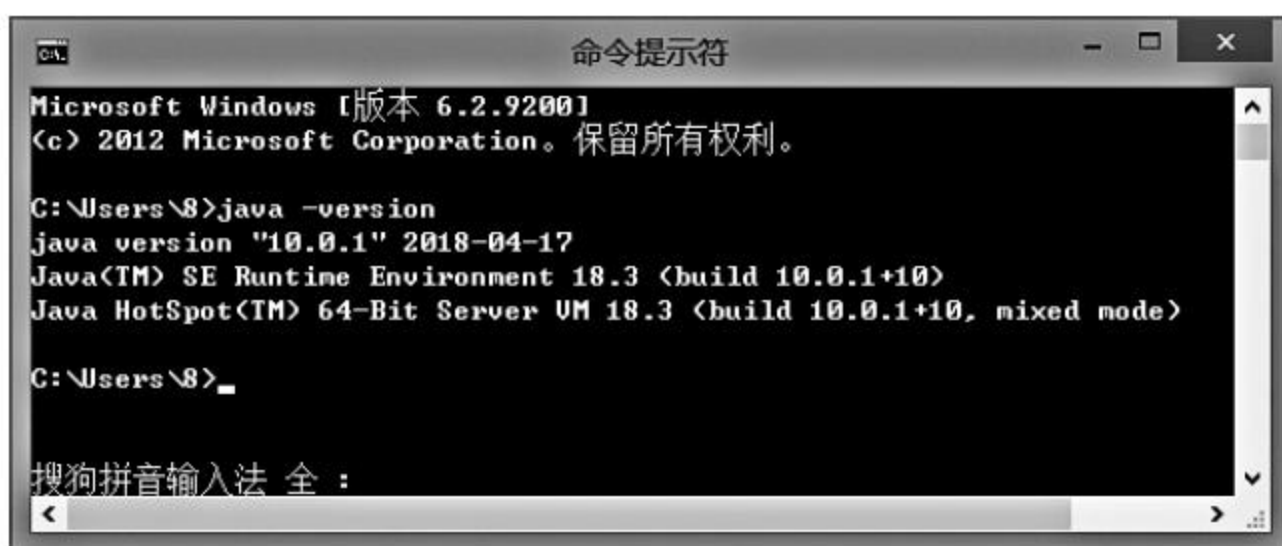 命令提示符
Microsoft Windows [版本 6.2.9200]
(c) 2012 Microsoft Corporation。保留所有权利。
C:\Users\8>java -version
java version "10.0.1" 2018-04-17
Java(TM) SE Runtime Environment 18.3 (build 10.0.1+10)
Java HotSpot(TM) 64-Bit Server VM 18.3 (build 10.0.1+10, mixed mode)
C:\Users\8>_
搜狗拼音输入法 全 :